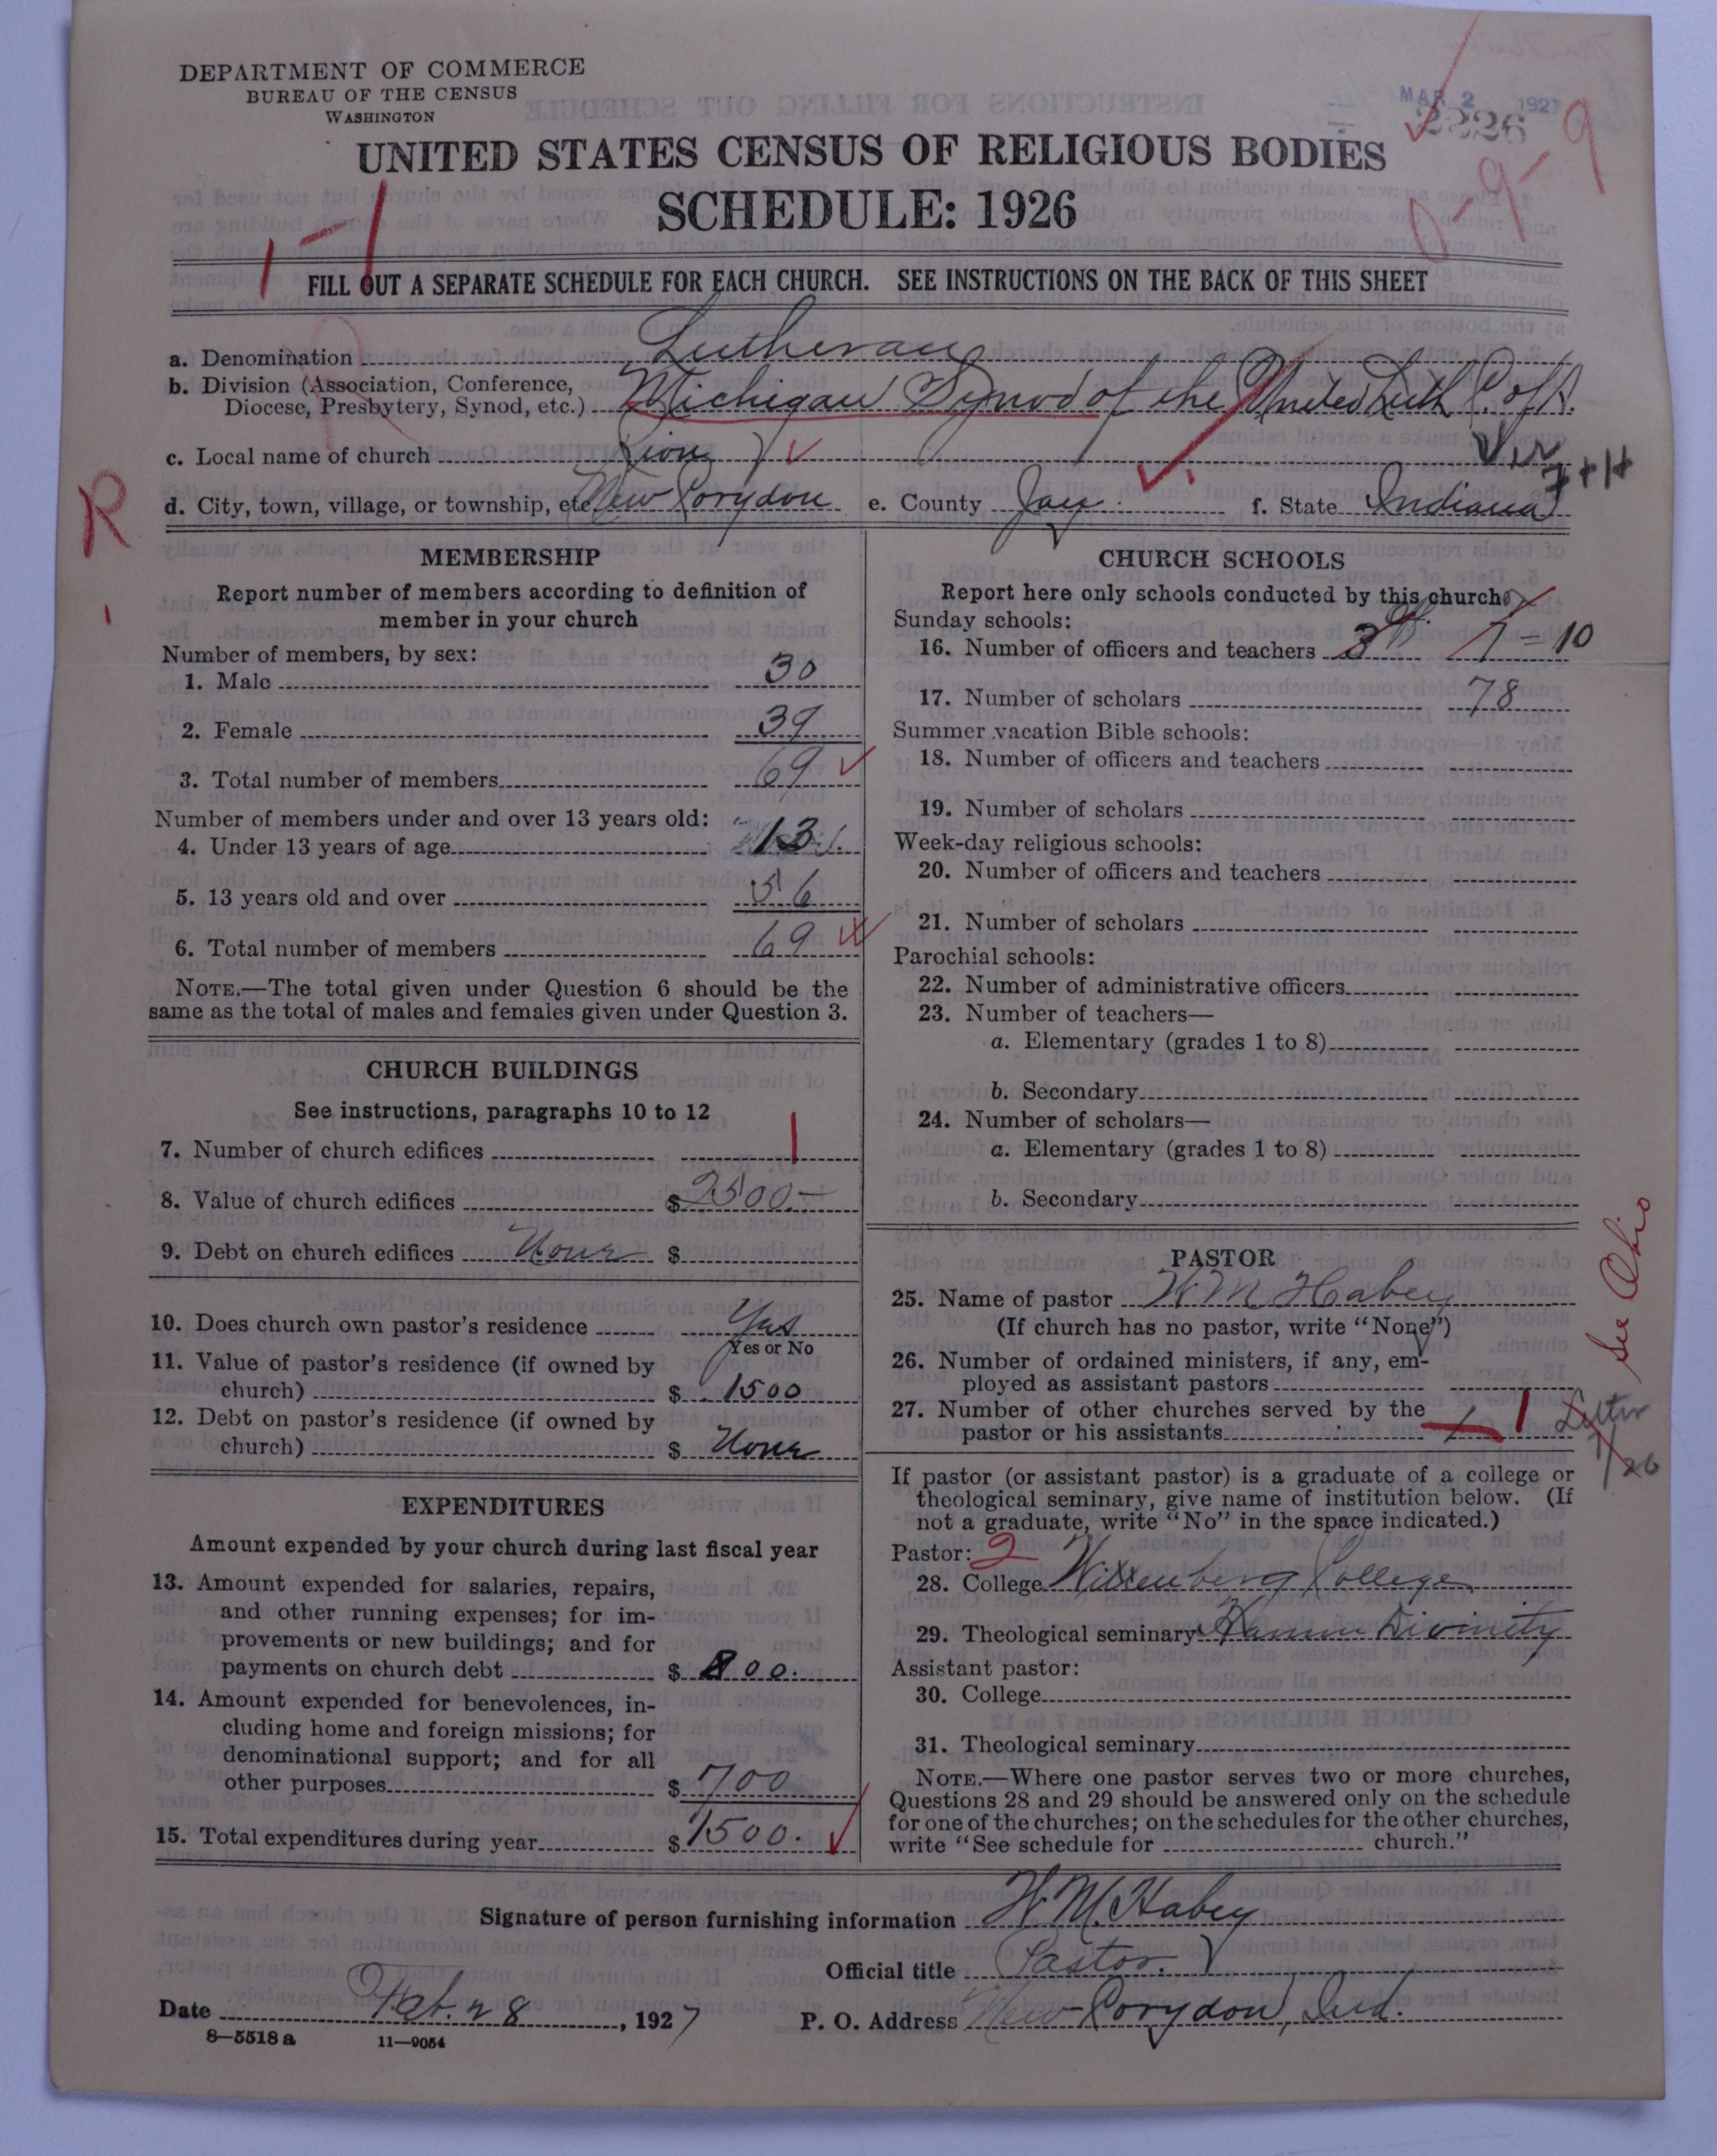 DEPARTMENT OF COMMERCE
BUREAU OF THE CENSUS
WASHINGTON
MAR 2 1927
UNITED STATES CENSUS OF RELIGIOUS BODIES
SCHEDULE: 1926
1-1
0-9-9
FILL OUT A SEPARATE SCHEDULE FOR EACH CHURCH. SEE INSTRUCTIONS ON THE BACK OF THIS SHEET
a. Denomination Lutheran
b. Division (Association, Conference,
Diocese, Presbytery, Synod, etc.) Michigan Synod of the United Luth C. of A.
c. Local name of church Zion
Ver
7+H
R
d. City, town, village, or township, etc. New Corydon e. County Jay f. State Indiana
MEMBERSHIP
Report number of members according to definition of
member in your church
Number of members, by sex:
1. Male 30
2. Female 39
3. Total number of members 69
Number of members under and over 13 years old:
4. Under 13 years of age 13
5. 13 years old and over 56
6. Total number of members 69
NOTE.—The total given under Question 6 should be the
same as the total of males and females given under Question 3.
CHURCH BUILDINGS
See instructions, paragraphs 10 to 12
7. Number of church edifices 1
8. Value of church edifices $ 2500.—
9. Debt on church edifices None $
10. Does church own pastor's residence Yes
Yes or No
11. Value of pastor's residence (if owned by
church) $ 1500
12. Debt on pastor's residence (if owned by
church) $ None
EXPENDITURES
Amount expended by your church during last fiscal year
13. Amount expended for salaries, repairs,
and other running expenses; for im-
provements or new buildings; and for
payments on church debt $ 800.
14. Amount expended for benevolences, in-
cluding home and foreign missions; for
denominational support; and for all
other purposes $ 700
15. Total expenditures during year $ 1500.
CHURCH SCHOOLS
Report here only schools conducted by this church
Sunday schools:
16. Number of officers and teachers 3 7 = 10
17. Number of scholars 78
Summer vacation Bible schools:
18. Number of officers and teachers
19. Number of scholars
Week-day religious schools:
20. Number of officers and teachers
21. Number of scholars
Parochial schools:
22. Number of administrative officers
23. Number of teachers—
a. Elementary (grades 1 to 8)
b. Secondary
24. Number of scholars—
a. Elementary (grades 1 to 8)
b. Secondary
PASTOR
25. Name of pastor W. M. Habey
(If church has no pastor, write "None")
26. Number of ordained ministers, if any, em-
ployed as assistant pastors
27. Number of other churches served by the
pastor or his assistants 1 1
See Ohio
Letter
7/26
If pastor (or assistant pastor) is a graduate of a college or
theological seminary, give name of institution below. (If
not a graduate, write "No" in the space indicated.)
Pastor: 2
28. College Wittenberg College
29. Theological seminary Hamma Divinity
Assistant pastor:
30. College
31. Theological seminary
NOTE.—Where one pastor serves two or more churches,
Questions 28 and 29 should be answered only on the schedule
for one of the churches; on the schedules for the other churches,
write "See schedule for church."
Signature of person furnishing information W. M. Habey
Official title Pastor.
Date Feb. 28, 1927 P. O. Address New Corydon, Ind.
8—5518a 11—9054